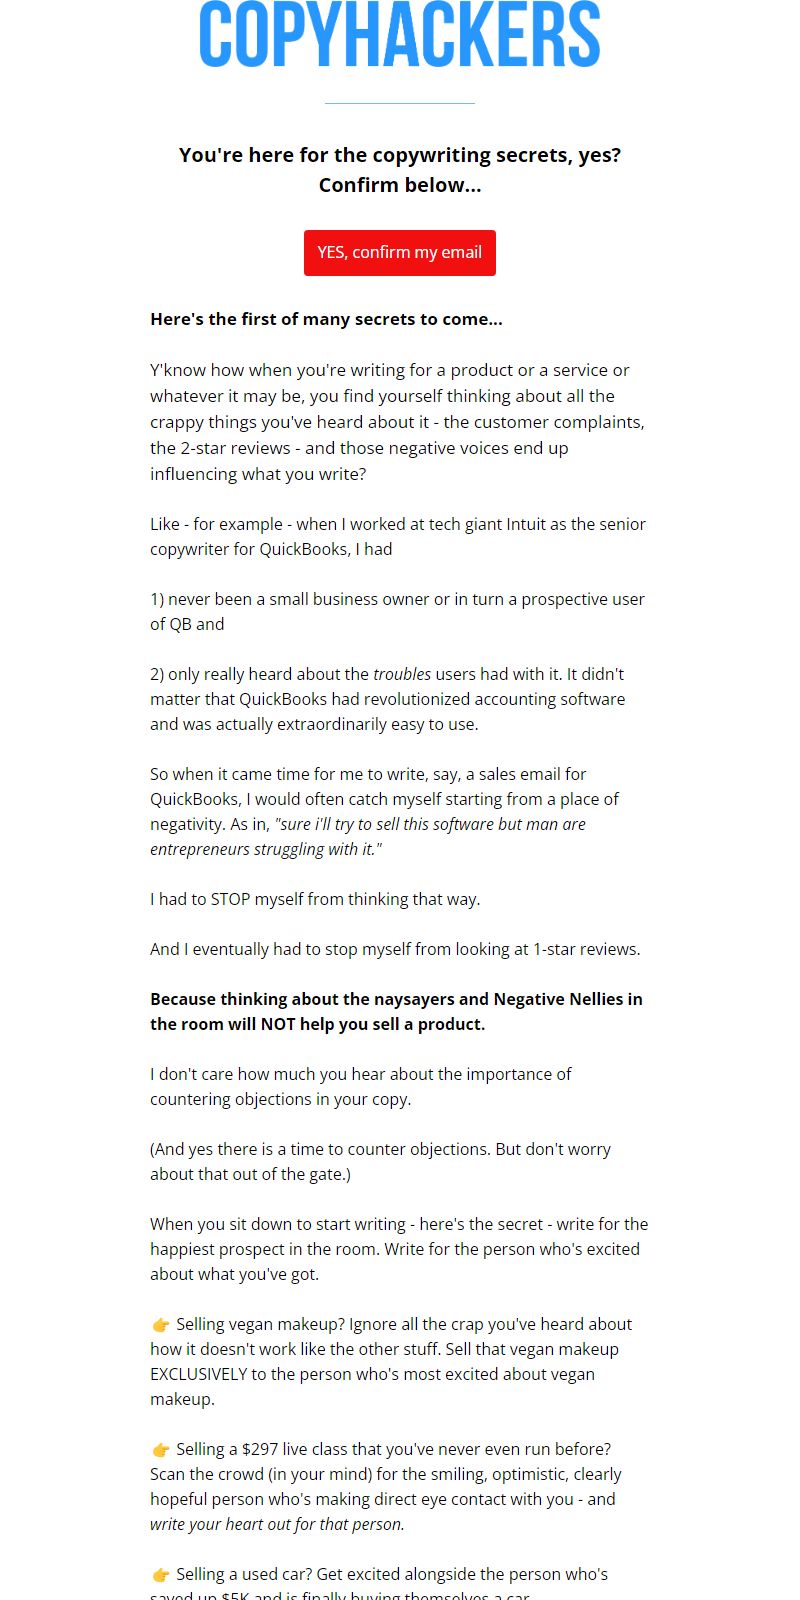 COPYHACKERS
You're here for the copywriting secrets, yes?
Confirm below...
YES, confirm my email
Here's the first of many secrets to come...
Y'know how when you're writing for a product or a service or
whatever it may be, you find yourself thinking about all the
crappy things you've heard about it - the customer complaints,
the 2-star reviews - and those negative voices end up
influencing what you write?
Like - for example - when I worked at tech giant Intuit as the senior
copywriter for QuickBooks, I had
1) never been a small business owner or in turn a prospective user
of QB and
2) only really heard about the troubles users had with it. It didn't
matter that QuickBooks had revolutionized accounting software
and was actually extraordinarily easy to use.
So when it came time for me to write, say, a sales email for
QuickBooks, I would often catch myself starting from a place of
negativity. As in, "sure i'll try to sell this software but man are
entrepreneurs struggling with it."
I had to STOP myself from thinking that way.
And I eventually had to stop myself from looking at 1-star reviews.
Because thinking about the naysayers and Negative Nellies in
the room will NOT help you sell a product.
I don't care how much you hear about the importance of
countering objections in your copy.
(And yes there is a time to counter objections. But don't worry
about that out of the gate.)
When you sit down to start writing - here's the secret - write for the
happiest prospect in the room. Write for the person who's excited
about what you've got.
👉 Selling vegan makeup? Ignore all the crap you've heard about
how it doesn't work like the other stuff. Sell that vegan makeup
EXCLUSIVELY to the person who's most excited about vegan
makeup.
👉 Selling a $297 live class that you've never even run before?
Scan the crowd (in your mind) for the smiling, optimistic, clearly
hopeful person who's making direct eye contact with you - and
write your heart out for that person.
👉 Selling a used car? Get excited alongside the person who's
saved up $5K and is finally buying themselves a car.